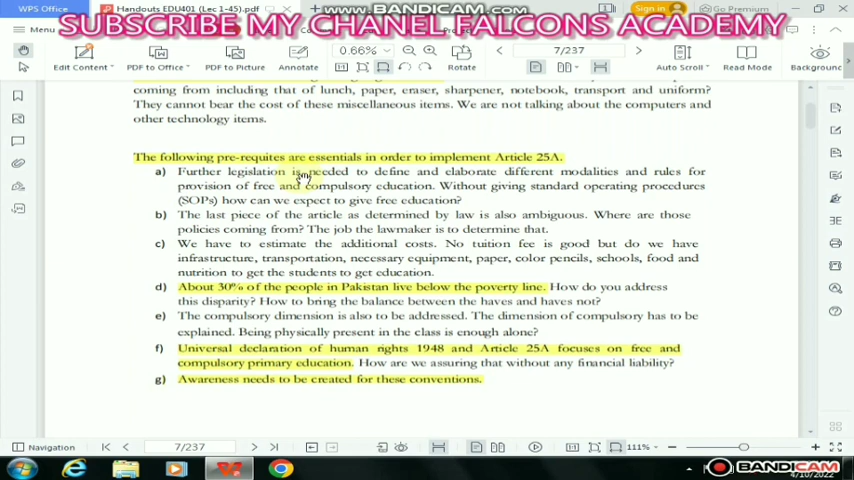 www.BANDICAM.com
WPS Office
Handouts EDU401 (Lec 1-45).pdf
Sign in
Go Premium
SUBSCRIBE MY CHANEL FALCONS ACADEMY
Menu
0.66%
7/237
Edit Content
PDF to Office
PDF to Picture
Annotate
Rotate
Auto Scroll
Read Mode
Background
coming from including that of lunch, paper, eraser, sharpener, notebook, transport and uniform?
They cannot bear the cost of these miscellaneous items. We are not talking about the computers and
other technology items.
The following pre-requites are essentials in order to implement Article 25A.
a) Further legislation is needed to define and elaborate different modalities and rules for
provision of free and compulsory education. Without giving standard operating procedures
(SOPs) how can we expect to give free education?
b) The last piece of the article as determined by law is also ambiguous. Where are those
policies coming from? The job the lawmaker is to determine that.
c) We have to estimate the additional costs. No tuition fee is good but do we have
infrastructure, transportation, necessary equipment, paper, color pencils, schools, food and
nutrition to get the students to get education.
d) About 30% of the people in Pakistan live below the poverty line. How do you address
this disparity? How to bring the balance between the haves and haves not?
e) The compulsory dimension is also to be addressed. The dimension of compulsory has to be
explained. Being physically present in the class is enough alone?
f) Universal declaration of human rights 1948 and Article 25A focuses on free and
compulsory primary education. How are we assuring that without any financial liability?
g) Awareness needs to be created for these conventions.
Navigation
7/237
111%
BANDICAM
4/10/2022